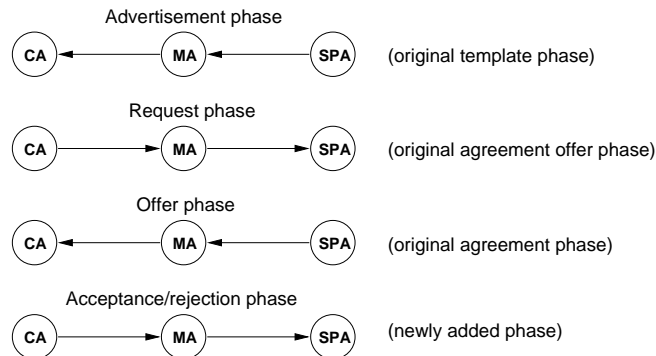 Advertisement phase
CA MA SPA (original template phase)
Request phase
CA MA SPA (original agreement offer phase)
Offer phase
CA MA SPA (original agreement phase)
Acceptance/rejection phase
CA MA SPA (newly added phase)